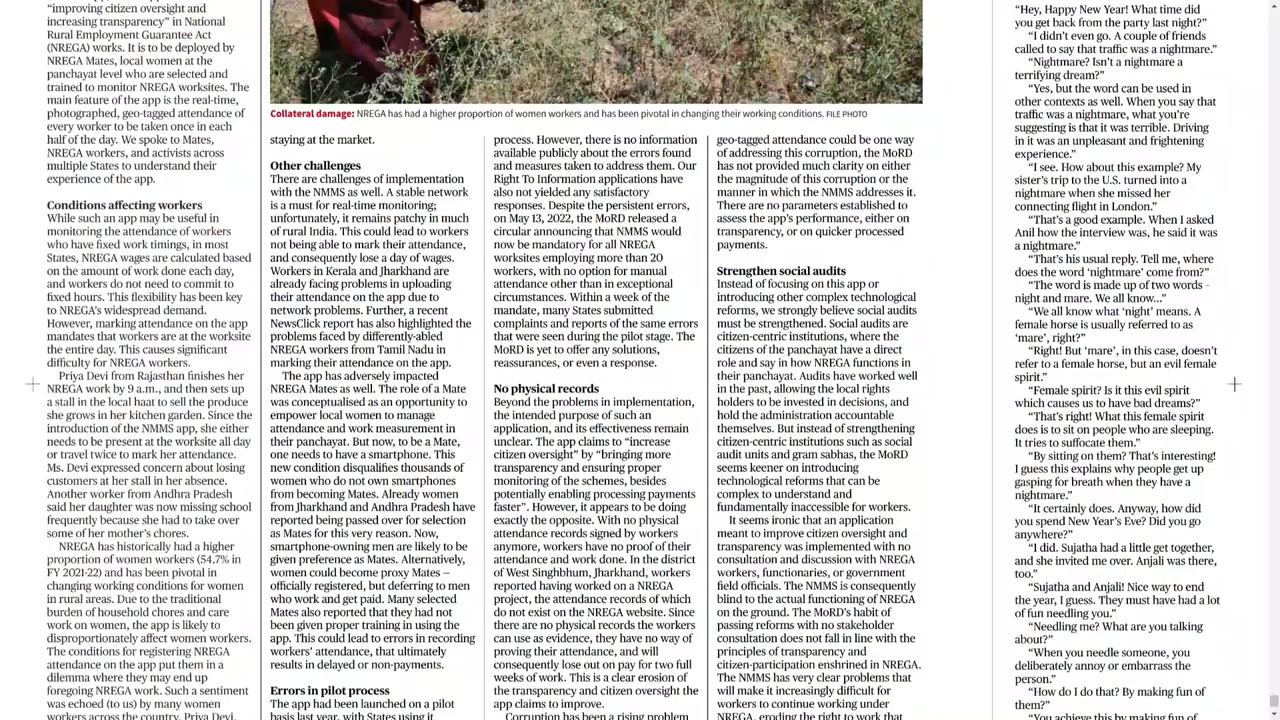 “improving citizen oversight and
increasing transparency” in National
Rural Employment Guarantee Act
(NREGA) works. It is to be deployed by
NREGA Mates, local women at the
panchayat level who are selected and
trained to monitor NREGA worksites. The
main feature of the app is the real-time,
photographed, geo-tagged attendance of
every worker to be taken once in each
half of the day. We spoke to Mates,
NREGA workers, and activists across
multiple States to understand their
experience of the app.
Conditions affecting workers
While such an app may be useful in
monitoring the attendance of workers
who have fixed work timings, in most
States, NREGA wages are calculated based
on the amount of work done each day,
and workers do not need to commit to
fixed hours. This flexibility has been key
to NREGA’s widespread demand.
However, marking attendance on the app
mandates that workers are at the worksite
the entire day. This causes significant
difficulty for NREGA workers.
Priya Devi from Rajasthan finishes her
NREGA work by 9 a.m., and then sets up
a stall in the local haat to sell the produce
she grows in her kitchen garden. Since the
introduction of the NMMS app, she either
needs to be present at the worksite all day
or travel twice to mark her attendance.
Ms. Devi expressed concern about losing
customers at her stall in her absence.
Another worker from Andhra Pradesh
said her daughter was now missing school
frequently because she had to take over
some of her mother’s chores.
NREGA has historically had a higher
proportion of women workers (54.7% in
FY 2021-22) and has been pivotal in
changing working conditions for women
in rural areas. Due to the traditional
burden of household chores and care
work on women, the app is likely to
disproportionately affect women workers.
The conditions for registering NREGA
attendance on the app put them in a
dilemma where they may end up
foregoing NREGA work. Such a sentiment
was echoed (to us) by many women
workers across the country. Priya Devi,
Collateral damage: NREGA has had a higher proportion of women workers and has been pivotal in changing their working conditions. FILE PHOTO
staying at the market.
Other challenges
There are challenges of implementation
with the NMMS as well. A stable network
is a must for real-time monitoring;
unfortunately, it remains patchy in much
of rural India. This could lead to workers
not being able to mark their attendance,
and consequently lose a day of wages.
Workers in Kerala and Jharkhand are
already facing problems in uploading
their attendance on the app due to
network problems. Further, a recent
NewsClick report has also highlighted the
problems faced by differently-abled
NREGA workers from Tamil Nadu in
marking their attendance on the app.
The app has adversely impacted
NREGA Mates as well. The role of a Mate
was conceptualised as an opportunity to
empower local women to manage
attendance and work measurement in
their panchayat. But now, to be a Mate,
one needs to have a smartphone. This
new condition disqualifies thousands of
women who do not own smartphones
from becoming Mates. Already women
from Jharkhand and Andhra Pradesh have
reported being passed over for selection
as Mates for this very reason. Now,
smartphone-owning men are likely to be
given preference as Mates. Alternatively,
women could become proxy Mates —
officially registered, but deferring to men
who work and get paid. Many selected
Mates also reported that they had not
been given proper training in using the
app. This could lead to errors in recording
workers’ attendance, that ultimately
results in delayed or non-payments.
Errors in pilot process
The app had been launched on a pilot
basis last year, with States using it
process. However, there is no information
available publicly about the errors found
and measures taken to address them. Our
Right To Information applications have
also not yielded any satisfactory
responses. Despite the persistent errors,
on May 13, 2022, the MoRD released a
circular announcing that NMMS would
now be mandatory for all NREGA
worksites employing more than 20
workers, with no option for manual
attendance other than in exceptional
circumstances. Within a week of the
mandate, many States submitted
complaints and reports of the same errors
that were seen during the pilot stage. The
MoRD is yet to offer any solutions,
reassurances, or even a response.
No physical records
Beyond the problems in implementation,
the intended purpose of such an
application, and its effectiveness remain
unclear. The app claims to “increase
citizen oversight” by “bringing more
transparency and ensuring proper
monitoring of the schemes, besides
potentially enabling processing payments
faster”. However, it appears to be doing
exactly the opposite. With no physical
attendance records signed by workers
anymore, workers have no proof of their
attendance and work done. In the district
of West Singhbhum, Jharkhand, workers
reported having worked on a NREGA
project, the attendance records of which
do not exist on the NREGA website. Since
there are no physical records the workers
can use as evidence, they have no way of
proving their attendance, and will
consequently lose out on pay for two full
weeks of work. This is a clear erosion of
the transparency and citizen oversight the
app claims to improve.
Corruption has been a rising problem
geo-tagged attendance could be one way
of addressing this corruption, the MoRD
has not provided much clarity on either
the magnitude of this corruption or the
manner in which the NMMS addresses it.
There are no parameters established to
assess the app’s performance, either on
transparency, or on quicker processed
payments.
Strengthen social audits
Instead of focusing on this app or
introducing other complex technological
reforms, we strongly believe social audits
must be strengthened. Social audits are
citizen-centric institutions, where the
citizens of the panchayat have a direct
role and say in how NREGA functions in
their panchayat. Audits have worked well
in the past, allowing the local rights
holders to be invested in decisions, and
hold the administration accountable
themselves. But instead of strengthening
citizen-centric institutions such as social
audit units and gram sabhas, the MoRD
seems keener on introducing
technological reforms that can be
complex to understand and
fundamentally inaccessible for workers.
It seems ironic that an application
meant to improve citizen oversight and
transparency was implemented with no
consultation and discussion with NREGA
workers, functionaries, or government
field officials. The NMMS is consequently
blind to the actual functioning of NREGA
on the ground. The MoRD’s habit of
passing reforms with no stakeholder
consultation does not fall in line with the
principles of transparency and
citizen-participation enshrined in NREGA.
The NMMS has very clear problems that
will make it increasingly difficult for
workers to continue working under
NREGA, eroding the right to work that
“Hey, Happy New Year! What time did
you get back from the party last night?”
“I didn’t even go. A couple of friends
called to say that traffic was a nightmare.”
“Nightmare? Isn’t a nightmare a
terrifying dream?”
“Yes, but the word can be used in
other contexts as well. When you say that
traffic was a nightmare, what you’re
suggesting is that it was terrible. Driving
in it was an unpleasant and frightening
experience.”
“I see. How about this example? My
sister’s trip to the U.S. turned into a
nightmare when she missed her
connecting flight in London.”
“That’s a good example. When I asked
Anil how the interview was, he said it was
a nightmare.”
“That’s his usual reply. Tell me, where
does the word ‘nightmare’ come from?”
“The word is made up of two words –
night and mare. We all know...”
“We all know what ‘night’ means. A
female horse is usually referred to as
‘mare’, right?”
“Right! But ‘mare’, in this case, doesn’t
refer to a female horse, but an evil female
spirit.”
“Female spirit? Is it this evil spirit
which causes us to have bad dreams?”
“That’s right! What this female spirit
does is to sit on people who are sleeping.
It tries to suffocate them.”
“By sitting on them? That’s interesting!
I guess this explains why people get up
gasping for breath when they have a
nightmare.”
“It certainly does. Anyway, how did
you spend New Year’s Eve? Did you go
anywhere?”
“I did. Sujatha had a little get together,
and she invited me over. Anjali was there,
too.”
“Sujatha and Anjali! Nice way to end
the year, I guess. They must have had a lot
of fun needling you.”
“Needling me? What are you talking
about?”
“When you needle someone, you
deliberately annoy or embarrass the
person.”
“How do I do that? By making fun of
them?”
“You achieve this by making fun of